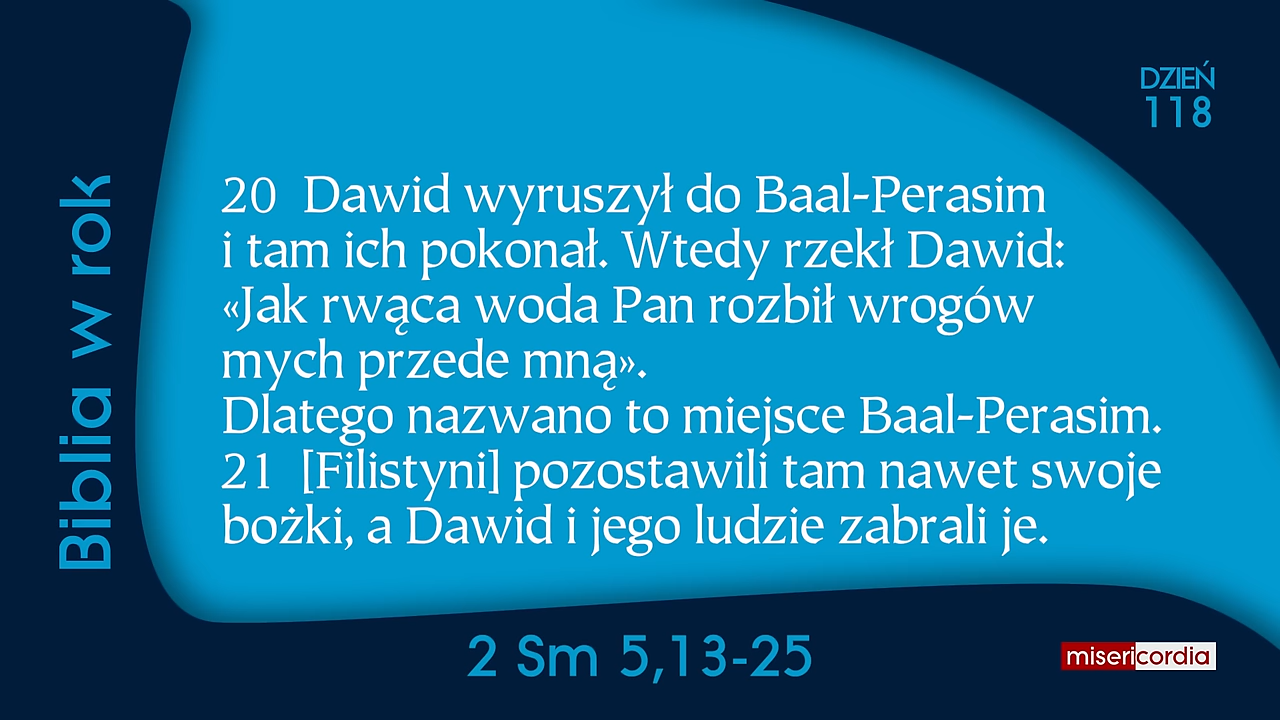 DZIEŃ
118
Biblia w rok
20 Dawid wyruszył do Baal-Perasim
i tam ich pokonał. Wtedy rzekł Dawid:
«Jak rwąca woda Pan rozbił wrogów
mych przede mną».
Dlatego nazwano to miejsce Baal-Perasim.
21 [Filistyni] pozostawili tam nawet swoje
bożki, a Dawid i jego ludzie zabrali je.
2 Sm 5,13-25
misericordia